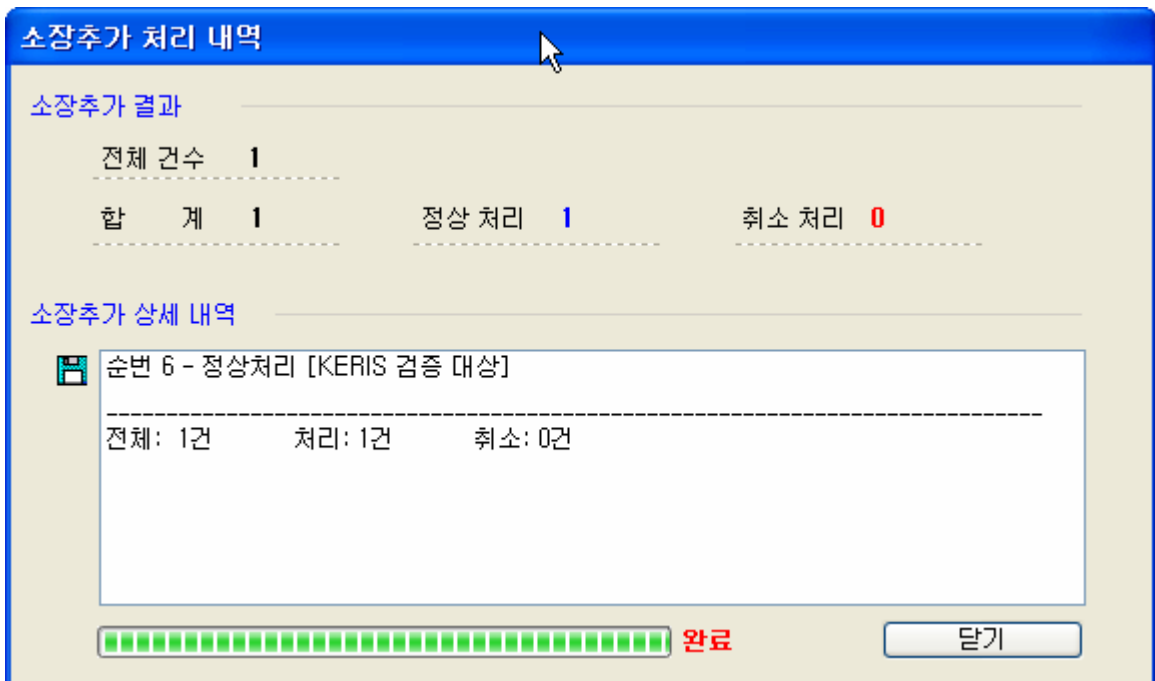 소장추가 처리 내역
소장추가 결과
전체 건수 1
합 계 1 정상 처리 1 취소 처리 0
소장추가 상세 내역
순번 6 - 정상처리 [KERIS 검증 대상]
------------------------------------------------------------------------------
전체: 1건 처리: 1건 취소: 0건
완료 닫기